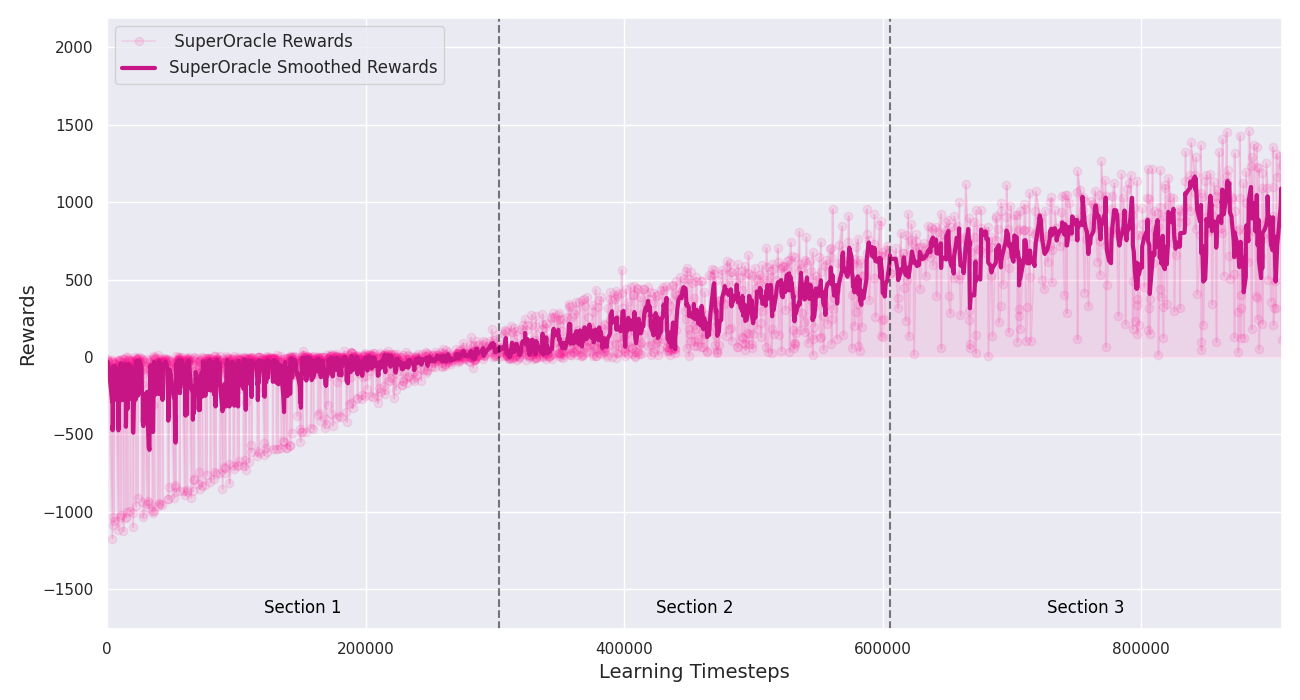 2000
1500
1000
500
0
−500
−1000
−1500
Rewards
SuperOracle Rewards
SuperOracle Smoothed Rewards
Section 1
Section 2
Section 3
0
200000
400000
600000
800000
Learning Timesteps